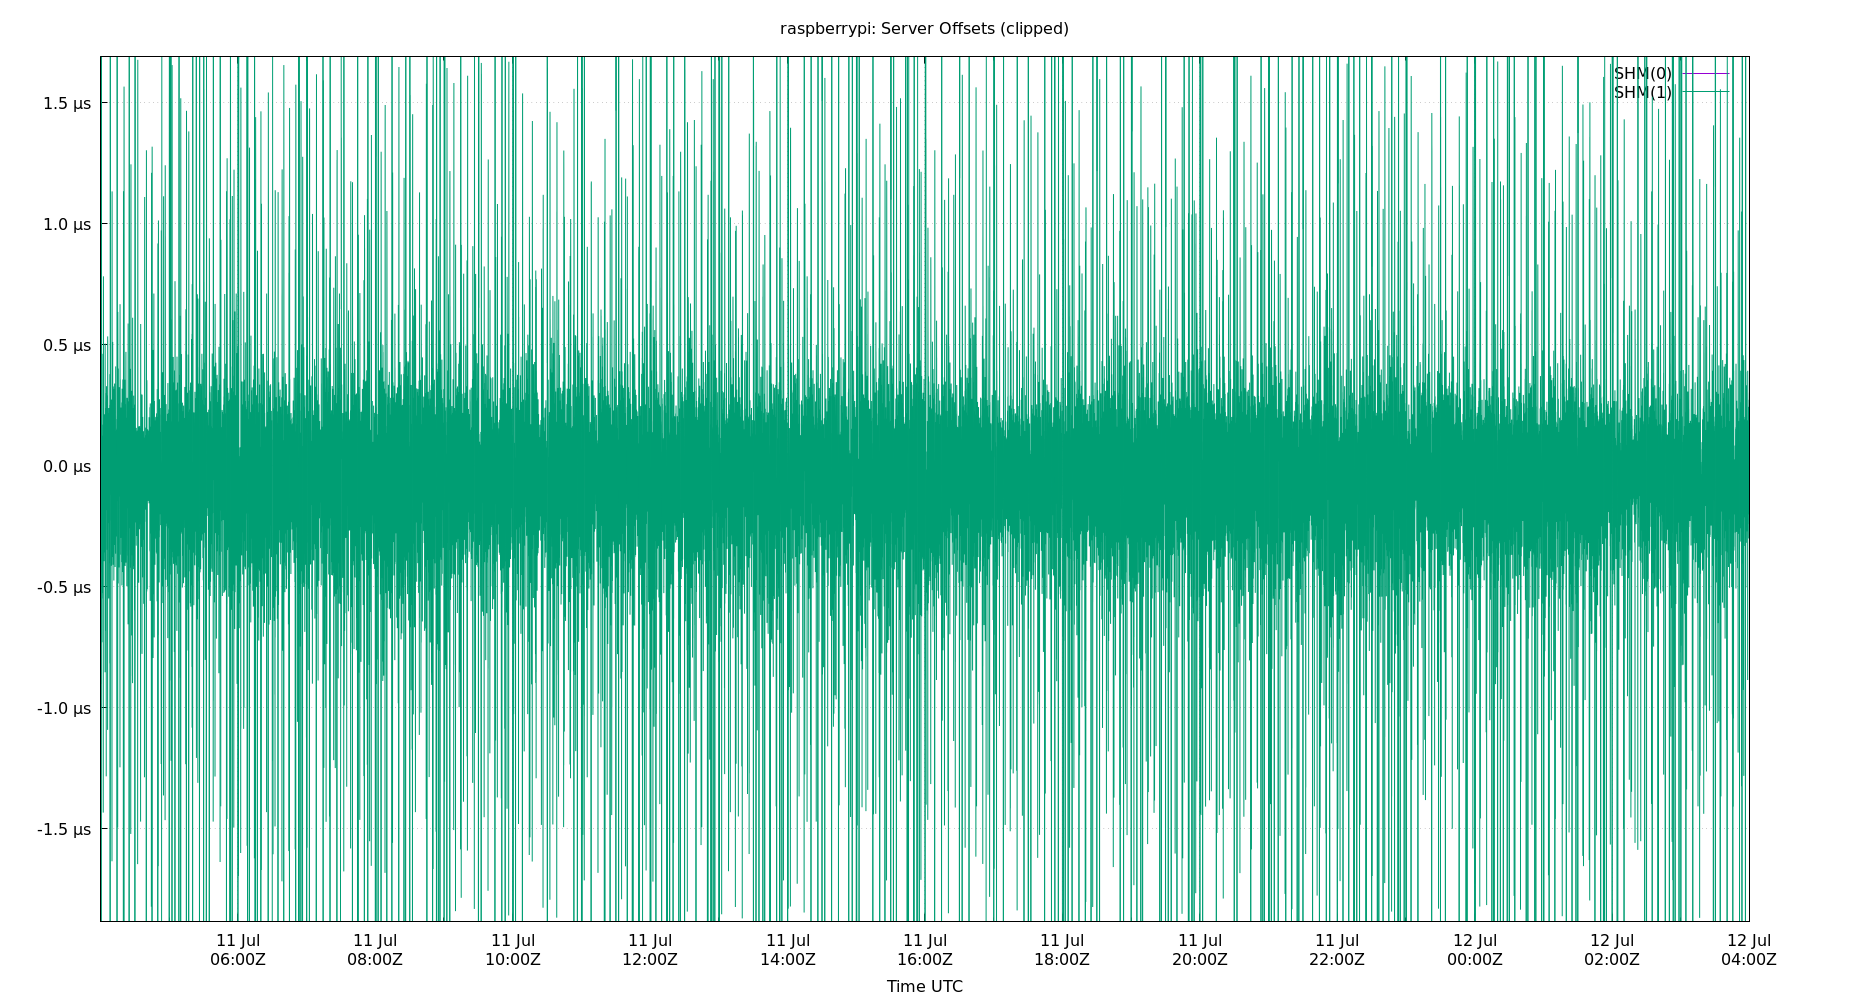 raspberrypi: Server Offsets (clipped)
SHM(0)
SHM(1)
1.5 µs
1.0 µs
0.5 µs
0.0 µs
-0.5 µs
-1.0 µs
-1.5 µs
11 Jul 11 Jul 11 Jul 11 Jul 11 Jul 11 Jul 11 Jul 11 Jul 11 Jul 12 Jul 12 Jul 12 Jul
06:00Z 08:00Z 10:00Z 12:00Z 14:00Z 16:00Z 18:00Z 20:00Z 22:00Z 00:00Z 02:00Z 04:00Z
Time UTC